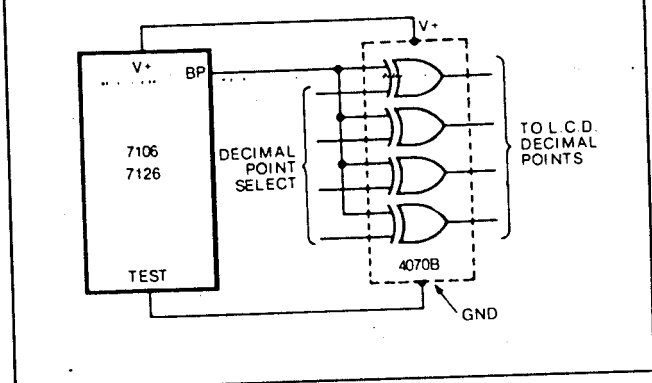 V+
V+
BP
7106
7126
DECIMAL
POINT
SELECT
TO L.C.D.
DECIMAL
POINTS
TEST
4070B
GND